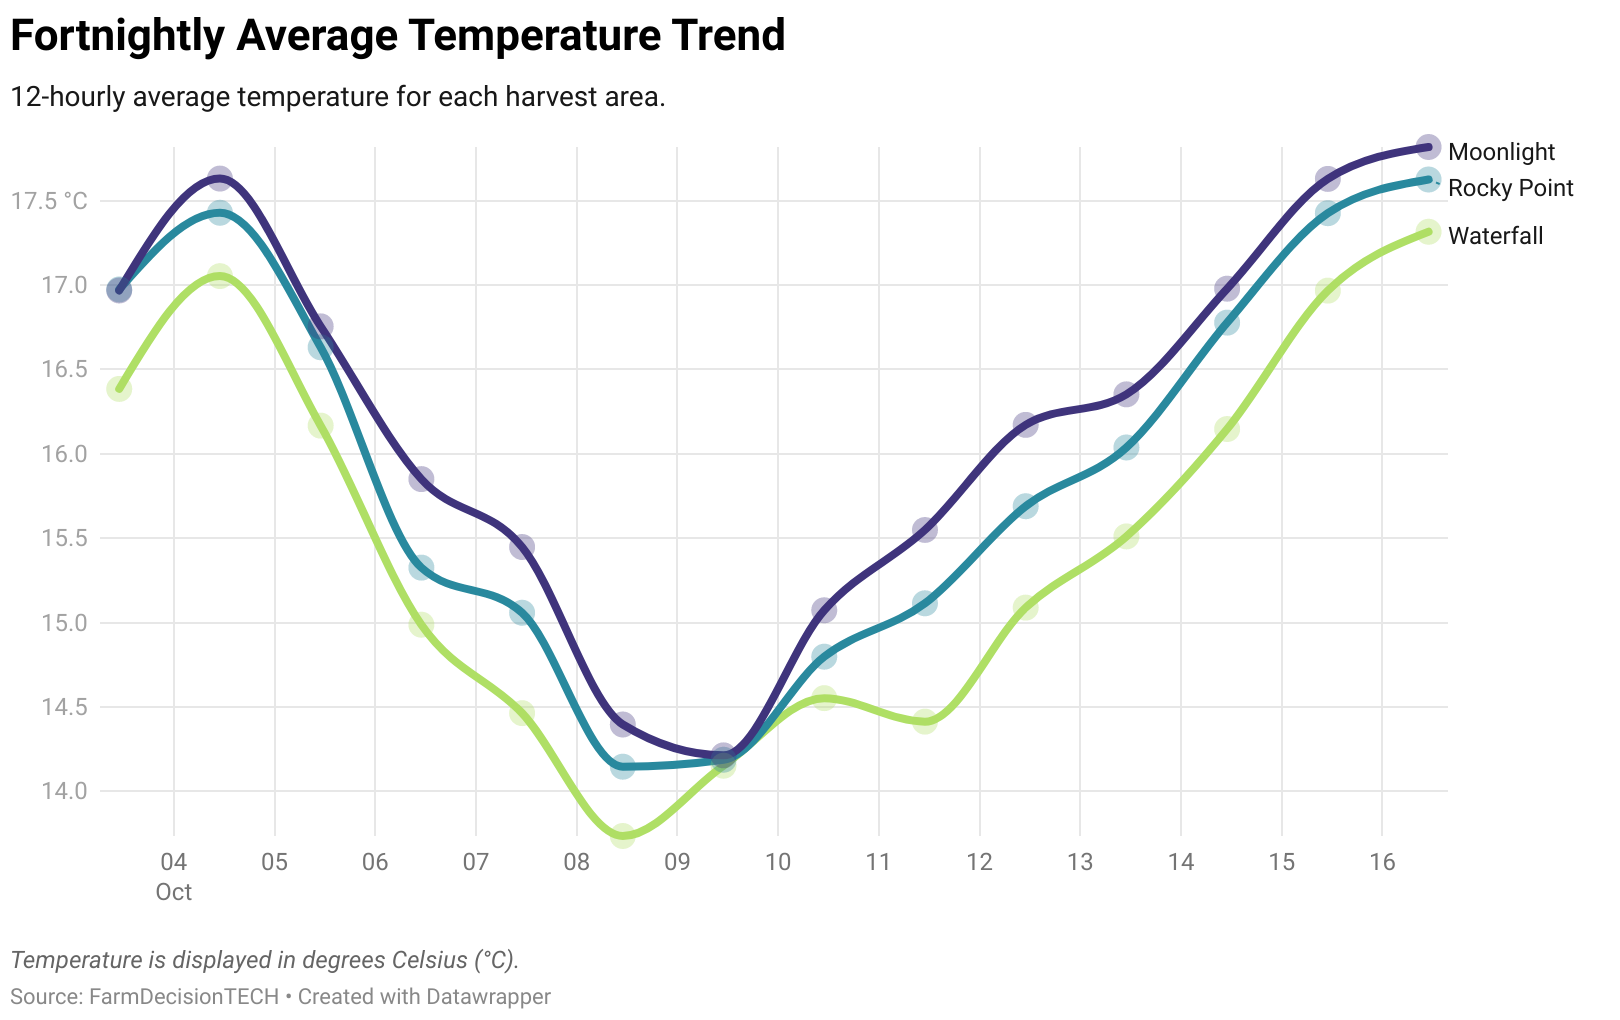 Fortnightly Average Temperature Trend
12-hourly average temperature for each harvest area.
Moonlight
Rocky Point
Waterfall
17.5 °C
17.0
16.5
16.0
15.5
15.0
14.5
14.0
04 05 06 07 08 09 10 11 12 13 14 15 16
Oct
Temperature is displayed in degrees Celsius (°C).
Source: FarmDecisionTECH • Created with Datawrapper